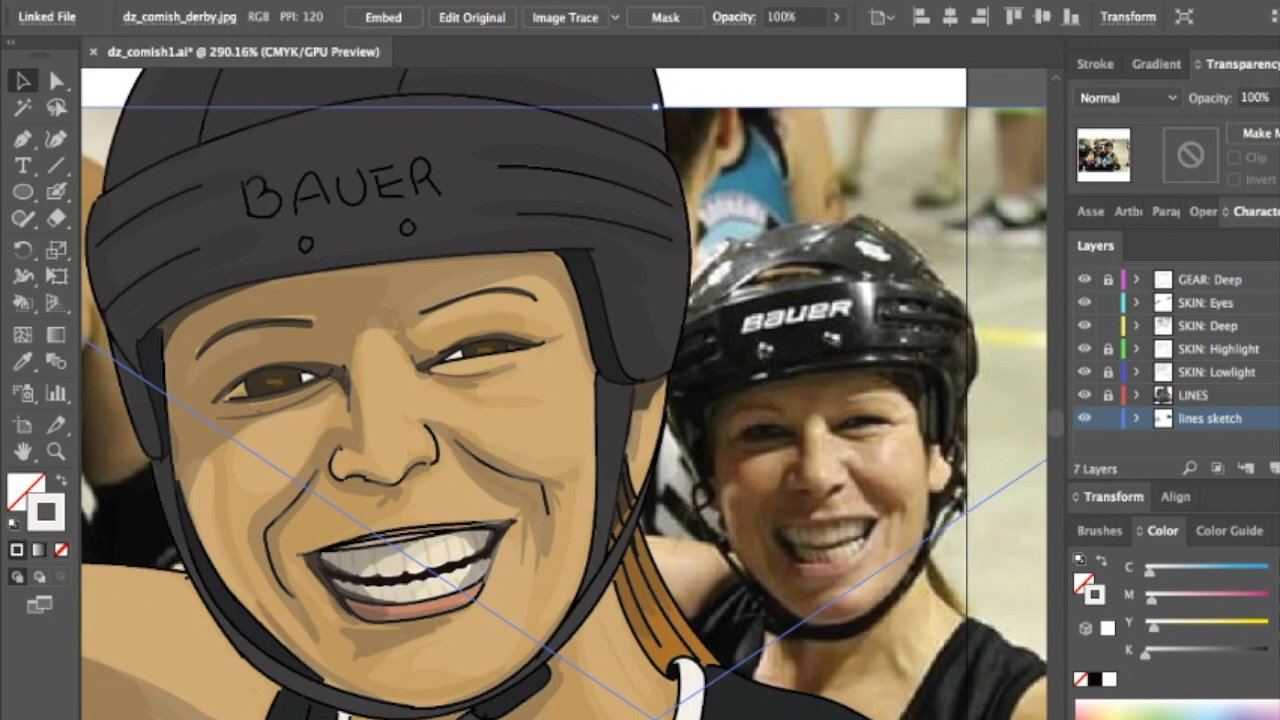 Linked File dz_comish_derby.jpg RGB PPI: 120 Embed Edit Original Image Trace Mask Opacity: 100% Transform
× dz_comish1.ai* @ 290.16% (CMYK/GPU Preview)
Stroke Gradient Transparency
Normal Opacity: 100%
Make M
Clip
Invert
Asse Artb Para Oper Charact
Layers
GEAR: Deep
SKIN: Eyes
SKIN: Deep
SKIN: Highlight
SKIN: Lowlight
LINES
lines sketch
7 Layers
Transform Align
Brushes Color Color Guide
C
M
Y
K
BAUER
BAUER